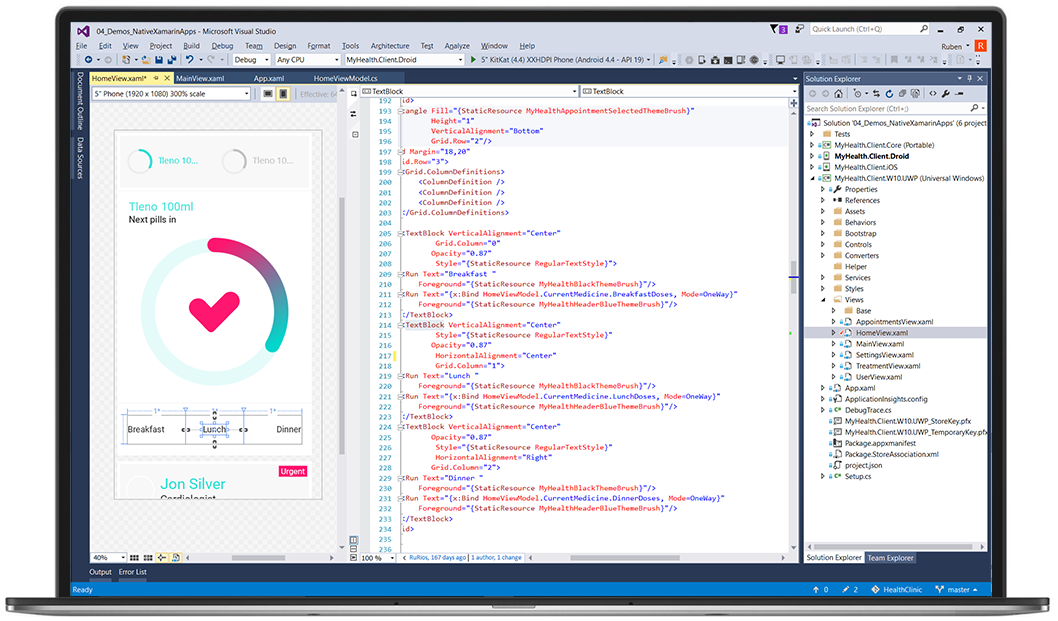 04_Demos_NativeXamarinApps - Microsoft Visual Studio
3
Quick Launch (Ctrl+Q)
File Edit View Project Build Debug Team Design Format Tools Architecture Test Analyze Window Help
Ruben R
Debug Any CPU MyHealth.Client.Droid 5" KitKat (4.4) XXHDPI Phone (Android 4.4 - API 19)
Document Outline
Data Sources
HomeView.xaml* MainView.xaml App.xaml HomeViewModel.cs
5" Phone (1920 x 1080) 300% scale Effective: 64
Tleno 10... Tleno 10...
Tleno 100ml
Next pills in
1* 1*
Breakfast Lunch Dinner
Urgent
Jon Silver
Cardiologist
40%
TextBlock TextBlock
192 id>
193 :angle Fill="{StaticResource MyHealthAppointmentSelectedThemeBrush}"
194 Height="1"
195 VerticalAlignment="Bottom"
196 Grid.Row="2"/>
197 d Margin="18,20"
198 id.Row="3">
199 <Grid.ColumnDefinitions>
200 <ColumnDefinition />
201 <ColumnDefinition />
202 <ColumnDefinition />
203 </Grid.ColumnDefinitions>
204
205 <TextBlock VerticalAlignment="Center"
206 Grid.Column="0"
207 Opacity="0.87"
208 Style="{StaticResource RegularTextStyle}">
209 <Run Text="Breakfast "
210 Foreground="{StaticResource MyHealthBlackThemeBrush}"/>
211 <Run Text="{x:Bind HomeViewModel.CurrentMedicine.BreakfastDoses, Mode=OneWay}"
212 Foreground="{StaticResource MyHealthHeaderBlueThemeBrush}"/>
213 </TextBlock>
214 <TextBlock VerticalAlignment="Center"
215 Style="{StaticResource RegularTextStyle}"
216 Opacity="0.87"
217 HorizontalAlignment="Center"
218 Grid.Column="1">
219 <Run Text="Lunch "
220 Foreground="{StaticResource MyHealthBlackThemeBrush}"/>
221 <Run Text="{x:Bind HomeViewModel.CurrentMedicine.LunchDoses, Mode=OneWay}"
222 Foreground="{StaticResource MyHealthHeaderBlueThemeBrush}"/>
223 </TextBlock>
224 <TextBlock VerticalAlignment="Center"
225 Opacity="0.87"
226 Style="{StaticResource RegularTextStyle}"
227 HorizontalAlignment="Right"
228 Grid.Column="2">
229 <Run Text="Dinner "
230 Foreground="{StaticResource MyHealthBlackThemeBrush}"/>
231 <Run Text="{x:Bind HomeViewModel.CurrentMedicine.DinnerDoses, Mode=OneWay}"
232 Foreground="{StaticResource MyHealthHeaderBlueThemeBrush}"/>
233 </TextBlock>
234 id>
235
236
100 % RuRios, 167 days ago | 1 author, 1 change
Solution Explorer
Search Solution Explorer (Ctrl+;)
Solution '04_Demos_NativeXamarinApps' (6 project
Tests
MyHealth.Client.Core (Portable)
MyHealth.Client.Droid
MyHealth.Client.iOS
MyHealth.Client.W10.UWP (Universal Windows)
Properties
References
Assets
Behaviors
Bootstrap
Controls
Converters
Helper
Services
Styles
Views
Base
AppointmentsView.xaml
HomeView.xaml
MainView.xaml
SettingsView.xaml
TreatmentView.xaml
UserView.xaml
App.xaml
ApplicationInsights.config
DebugTrace.cs
MyHealth.Client.W10.UWP_StoreKey.pfx
MyHealth.Client.W10.UWP_TemporaryKey.pfx
Package.appxmanifest
Package.StoreAssociation.xml
project.json
Setup.cs
Solution Explorer Team Explorer
Output Error List
Ready 0 2 HealthClinic master